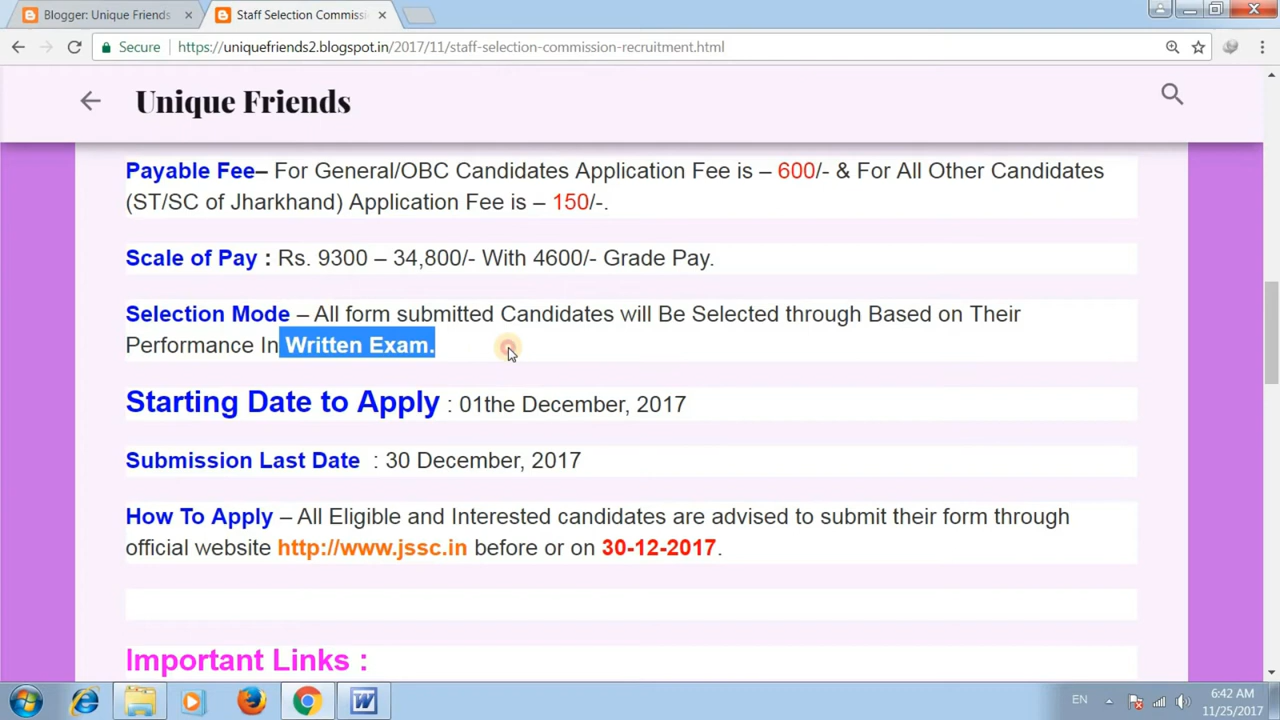 Blogger: Unique Friends
Staff Selection Commissi
Secure
https://uniquefriends2.blogspot.in/2017/11/staff-selection-commission-recruitment.html
Unique Friends
Payable Fee– For General/OBC Candidates Application Fee is – 600/- & For All Other Candidates
(ST/SC of Jharkhand) Application Fee is – 150/-.
Scale of Pay : Rs. 9300 – 34,800/- With 4600/- Grade Pay.
Selection Mode – All form submitted Candidates will Be Selected through Based on Their
Performance In Written Exam.
Starting Date to Apply : 01the December, 2017
Submission Last Date : 30 December, 2017
How To Apply – All Eligible and Interested candidates are advised to submit their form through
official website http://www.jssc.in before or on 30-12-2017.
Important Links :
EN
6:42 AM
11/25/2017